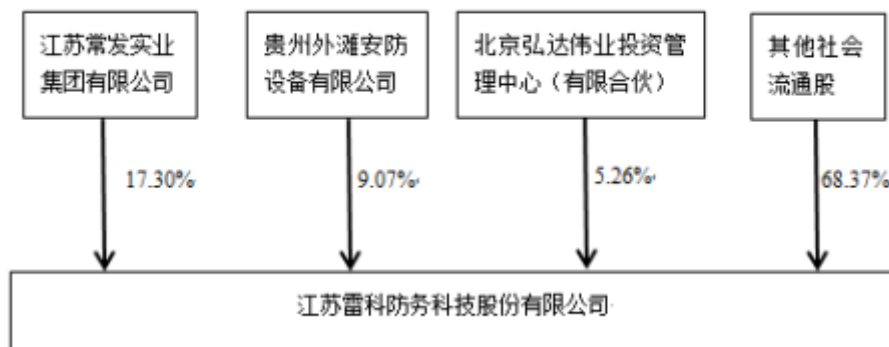 江苏常发实业
集团有限公司
贵州外滩安防
设备有限公司
北京弘达伟业投资管
理中心（有限合伙）
其他社会
流通股
17.30%
9.07%
5.26%
68.37%
江苏雷科防务科技股份有限公司